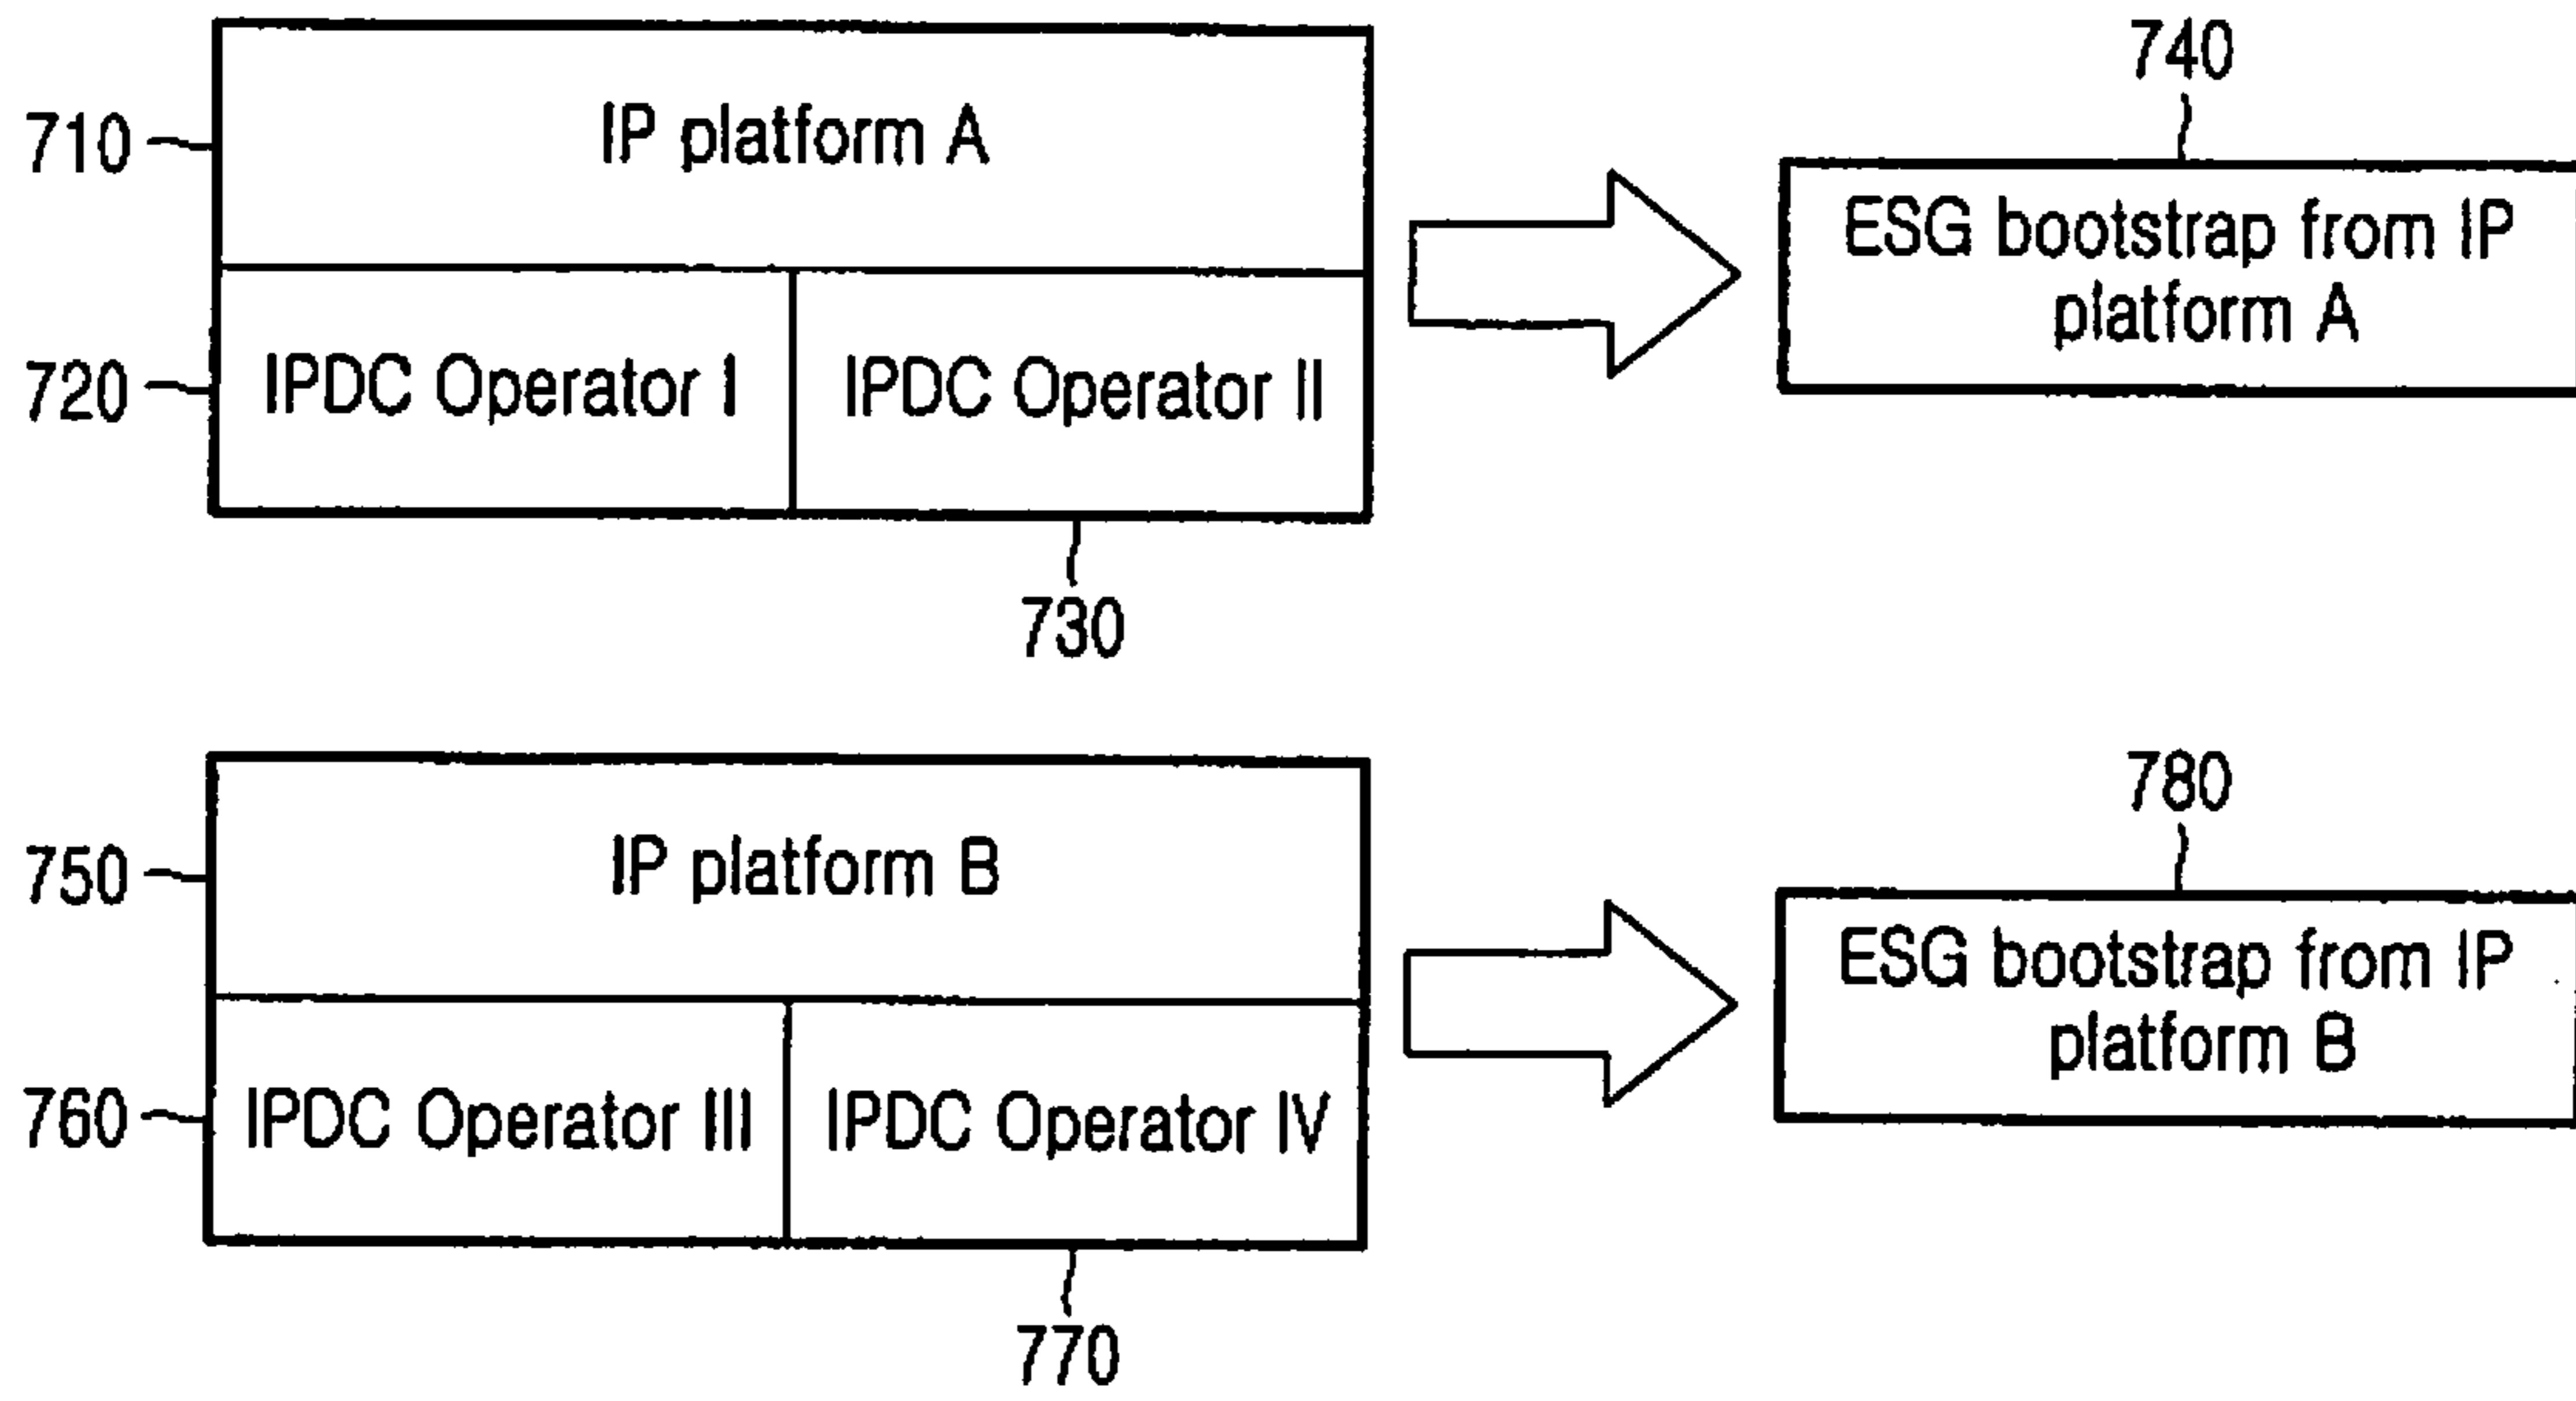 740
710
IP platform A
ESG bootstrap from IP
platform A
720
IPDC Operator I
IPDC Operator II
730
780
750
IP platform B
ESG bootstrap from IP
platform B
760
IPDC Operator III
IPDC Operator IV
770